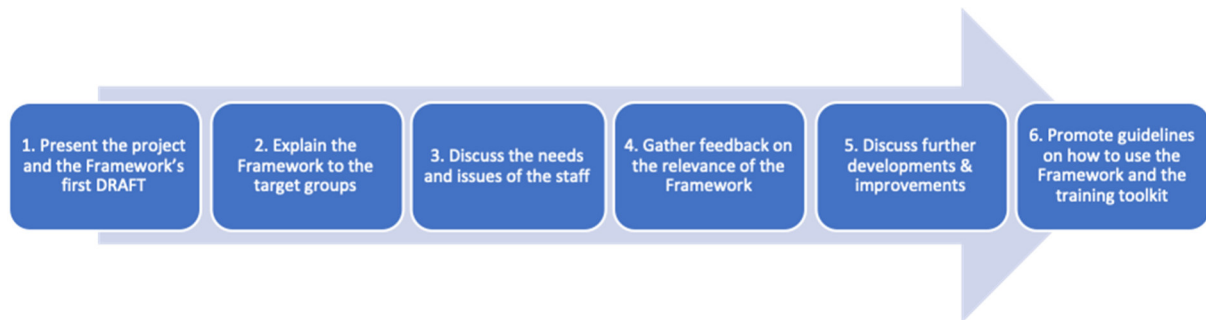 1. Present the project
and the Framework's
first DRAFT
2. Explain the
Framework to the
target groups
3. Discuss the needs
and issues of the staff
4. Gather feedback on
the relevance of the
Framework
5. Discuss further
developments &
improvements
6. Promote guidelines
on how to use the
Framework and the
training toolkit